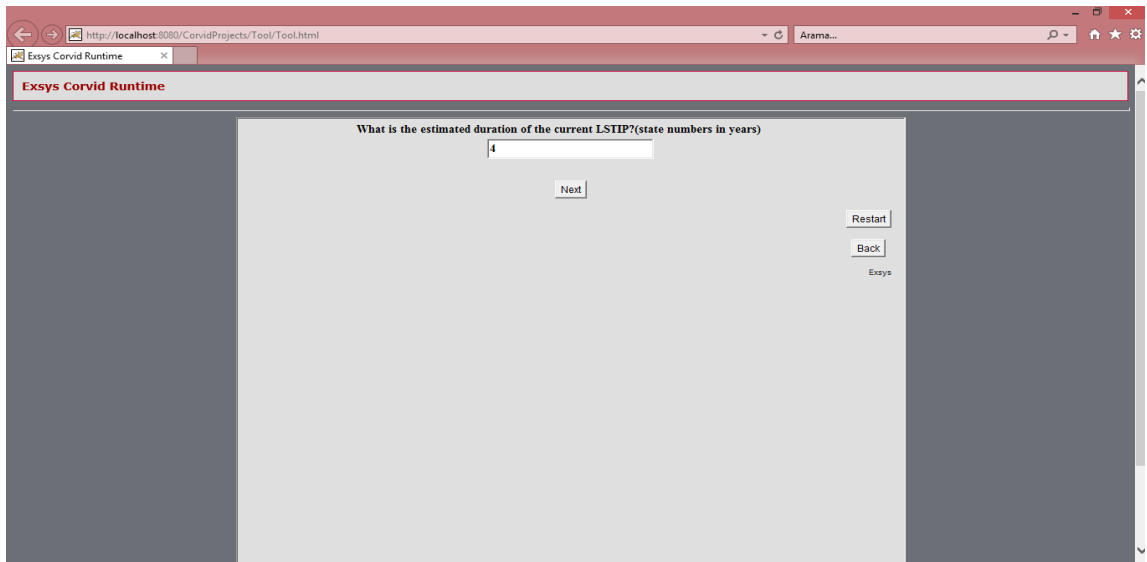 http://localhost:8080/CorvidProjects/Tool/Tool.html
Arama...
Exsys Corvid Runtime
Exsys Corvid Runtime
What is the estimated duration of the current LSTIP?(state numbers in years)
4
Next
Restart
Back
Exsys